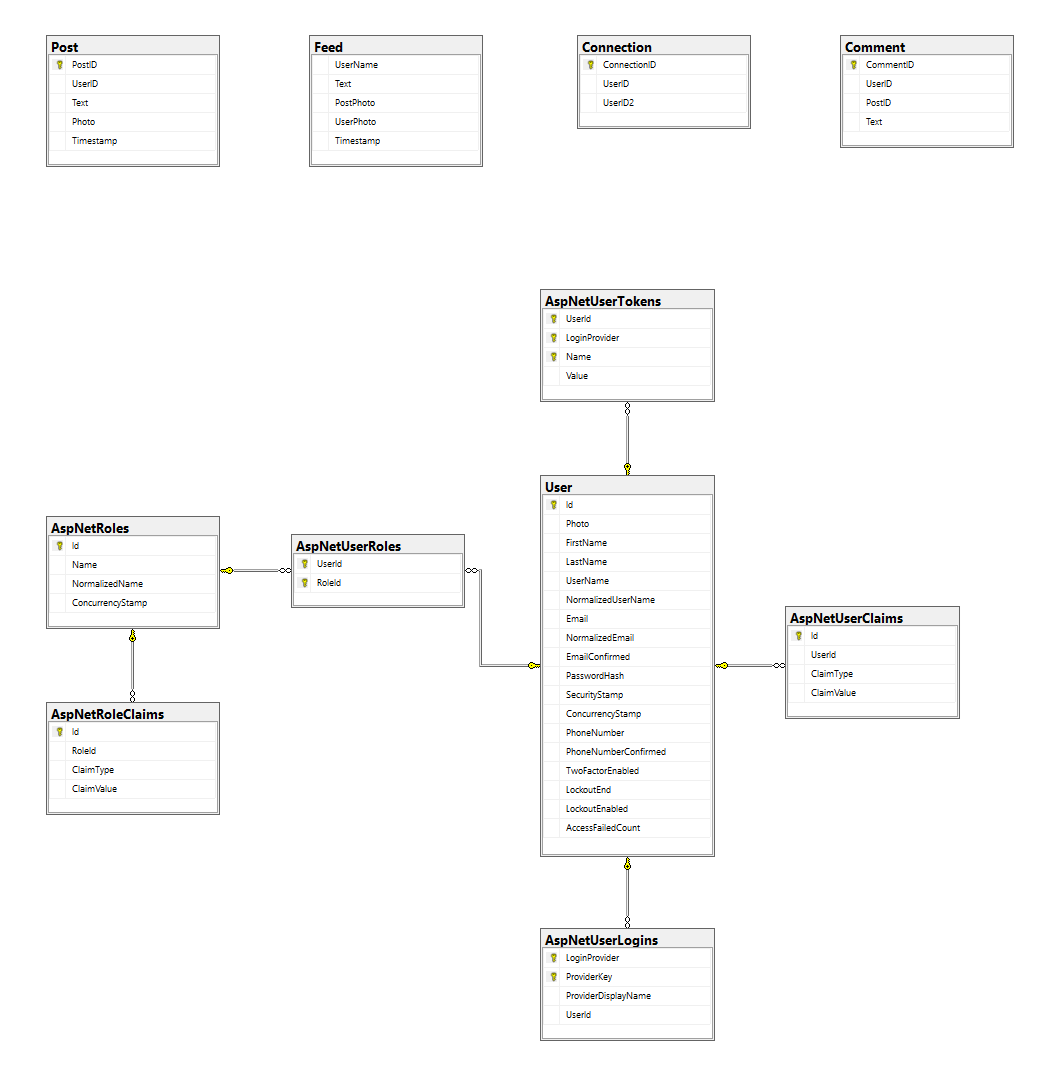 Post
PostID
UserID
Text
Photo
Timestamp
Feed
UserName
Text
PostPhoto
UserPhoto
Timestamp
Connection
ConnectionID
UserID
UserID2
Comment
CommentID
UserID
PostID
Text
AspNetUserTokens
UserId
LoginProvider
Name
Value
User
Id
Photo
FirstName
LastName
UserName
NormalizedUserName
Email
NormalizedEmail
EmailConfirmed
PasswordHash
SecurityStamp
ConcurrencyStamp
PhoneNumber
PhoneNumberConfirmed
TwoFactorEnabled
LockoutEnd
LockoutEnabled
AccessFailedCount
AspNetRoles
Id
Name
NormalizedName
ConcurrencyStamp
AspNetUserRoles
UserId
RoleId
AspNetUserClaims
Id
UserId
ClaimType
ClaimValue
AspNetRoleClaims
Id
RoleId
ClaimType
ClaimValue
AspNetUserLogins
LoginProvider
ProviderKey
ProviderDisplayName
UserId